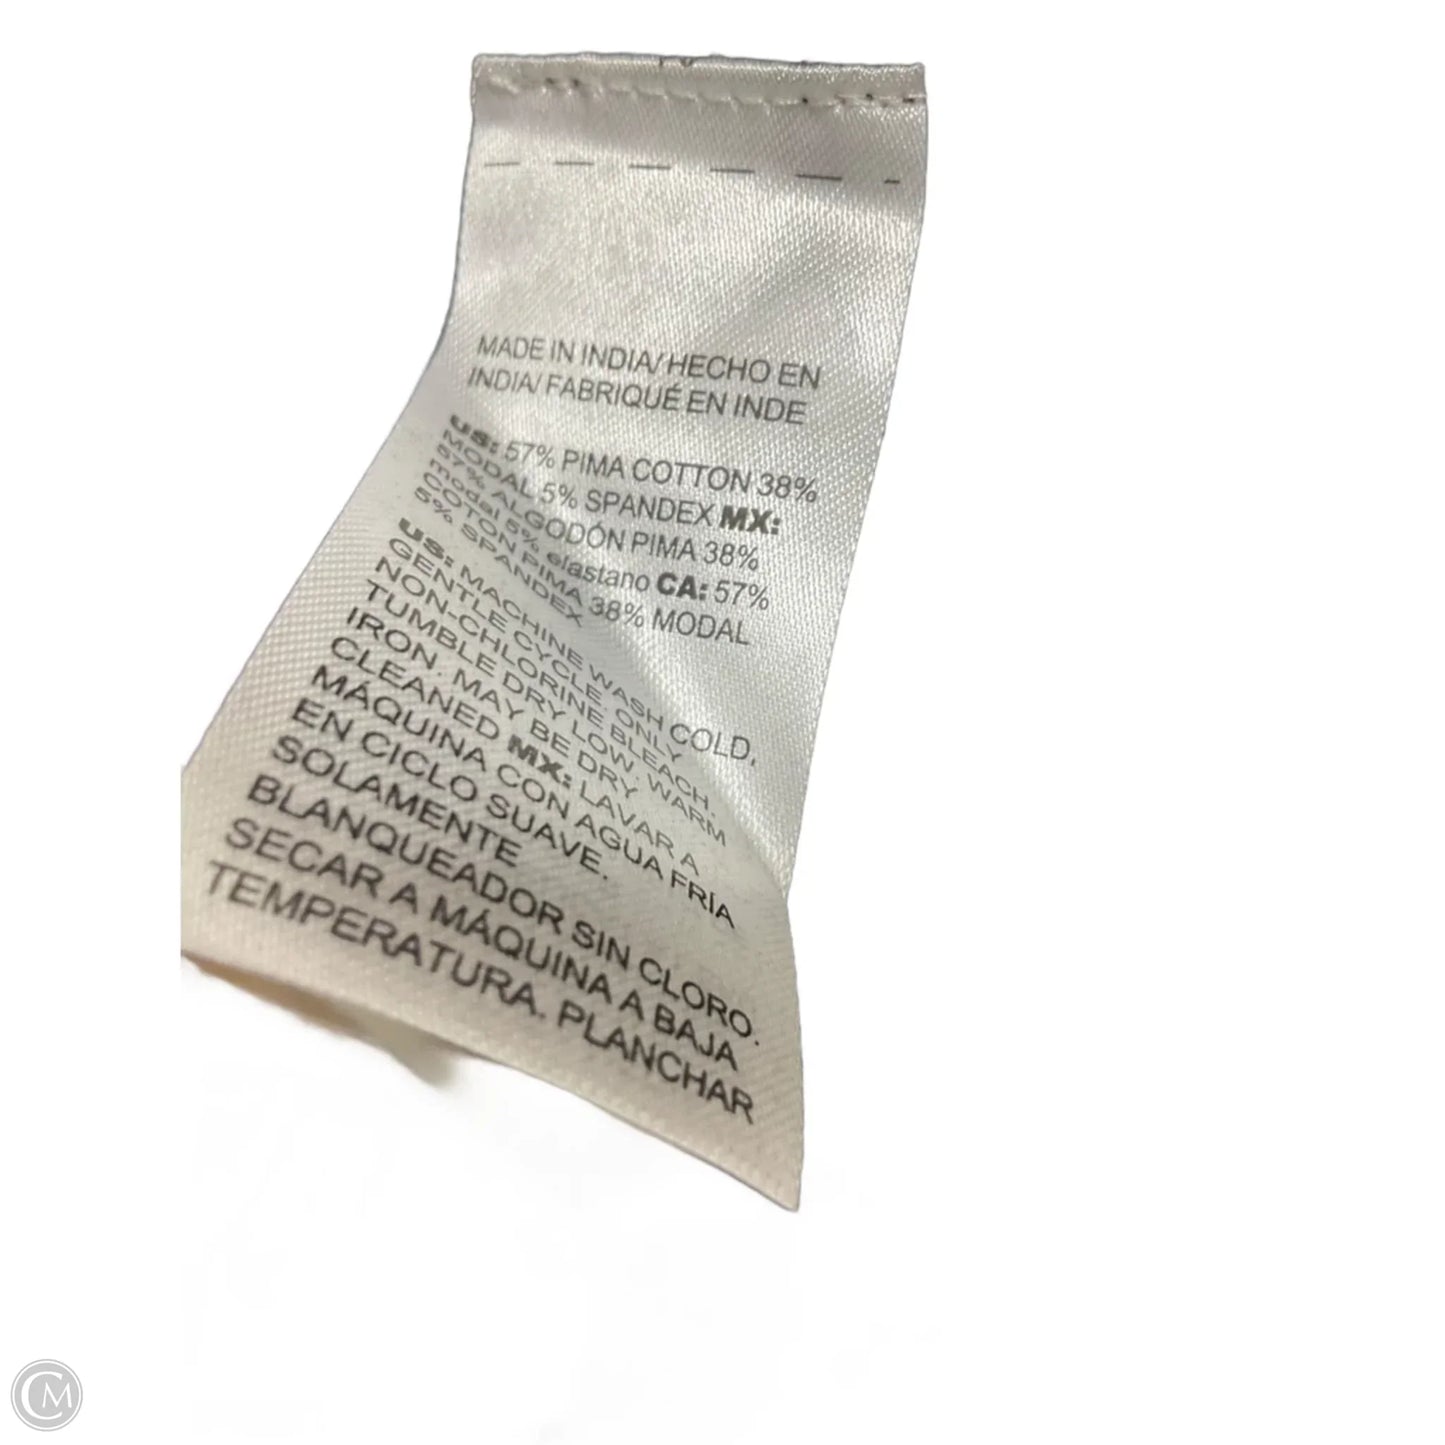 MADE IN INDIA/ HECHO EN
INDIA/ FABRIQUÉ EN INDE
US: 57% PIMA COTTON 38%
MODAL 5% SPANDEX MX:
57% ALGODÓN PIMA 38%
modal 5% elastano CA: 57%
COTON PIMA 38% MODAL
5% SPANDEX
US: MACHINE WASH COLD,
GENTLE CYCLE. ONLY
NON-CHLORINE BLEACH.
TUMBLE DRY LOW. WARM
IRON. MAY BE DRY
CLEANED MX: LAVAR A
MÁQUINA CON AGUA FRÍA
EN CICLO SUAVE.
SOLAMENTE
BLANQUEADOR SIN CLORO.
SECAR A MÁQUINA A BAJA
TEMPERATURA. PLANCHAR
CM